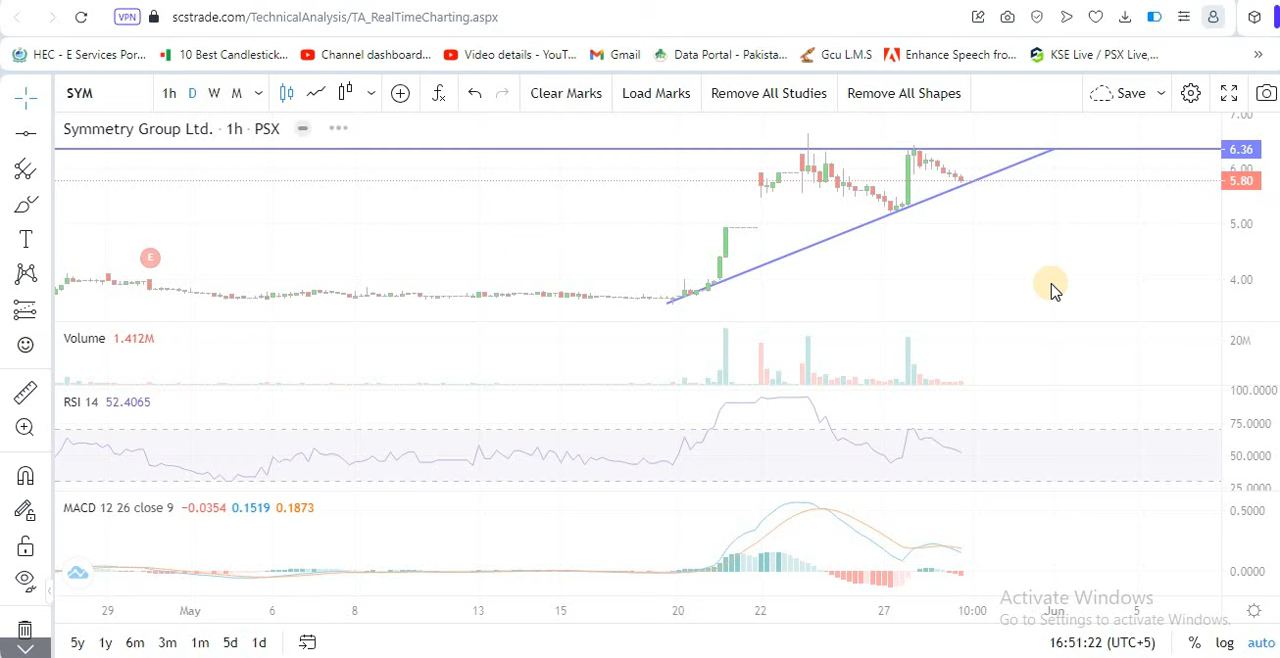 VPN scstrade.com/TechnicalAnalysis/TA_RealTimeCharting.aspx
HEC - E Services Por... 10 Best Candlestick... Channel dashboard... Video details - YouT... Gmail Data Portal - Pakista... Gcu L.M.S Enhance Speech fro... KSE Live / PSX Live,... »
SYM 1h D W M Clear Marks Load Marks Remove All Studies Remove All Shapes Save
Symmetry Group Ltd. · 1h · PSX
7.00
6.36
6.00
5.80
5.00
E
4.00
Volume 1.412M
20M
100.0000
RSI 14 52.4065
75.0000
50.0000
25.0000
MACD 12 26 close 9 −0.0354 0.1519 0.1873
0.5000
0.0000
Activate Windows
29 May 6 8 13 15 20 22 27 10:00 Jun 5
Go to Settings to activate Windows.
5y 1y 6m 3m 1m 5d 1d 16:51:22 (UTC+5) % log auto